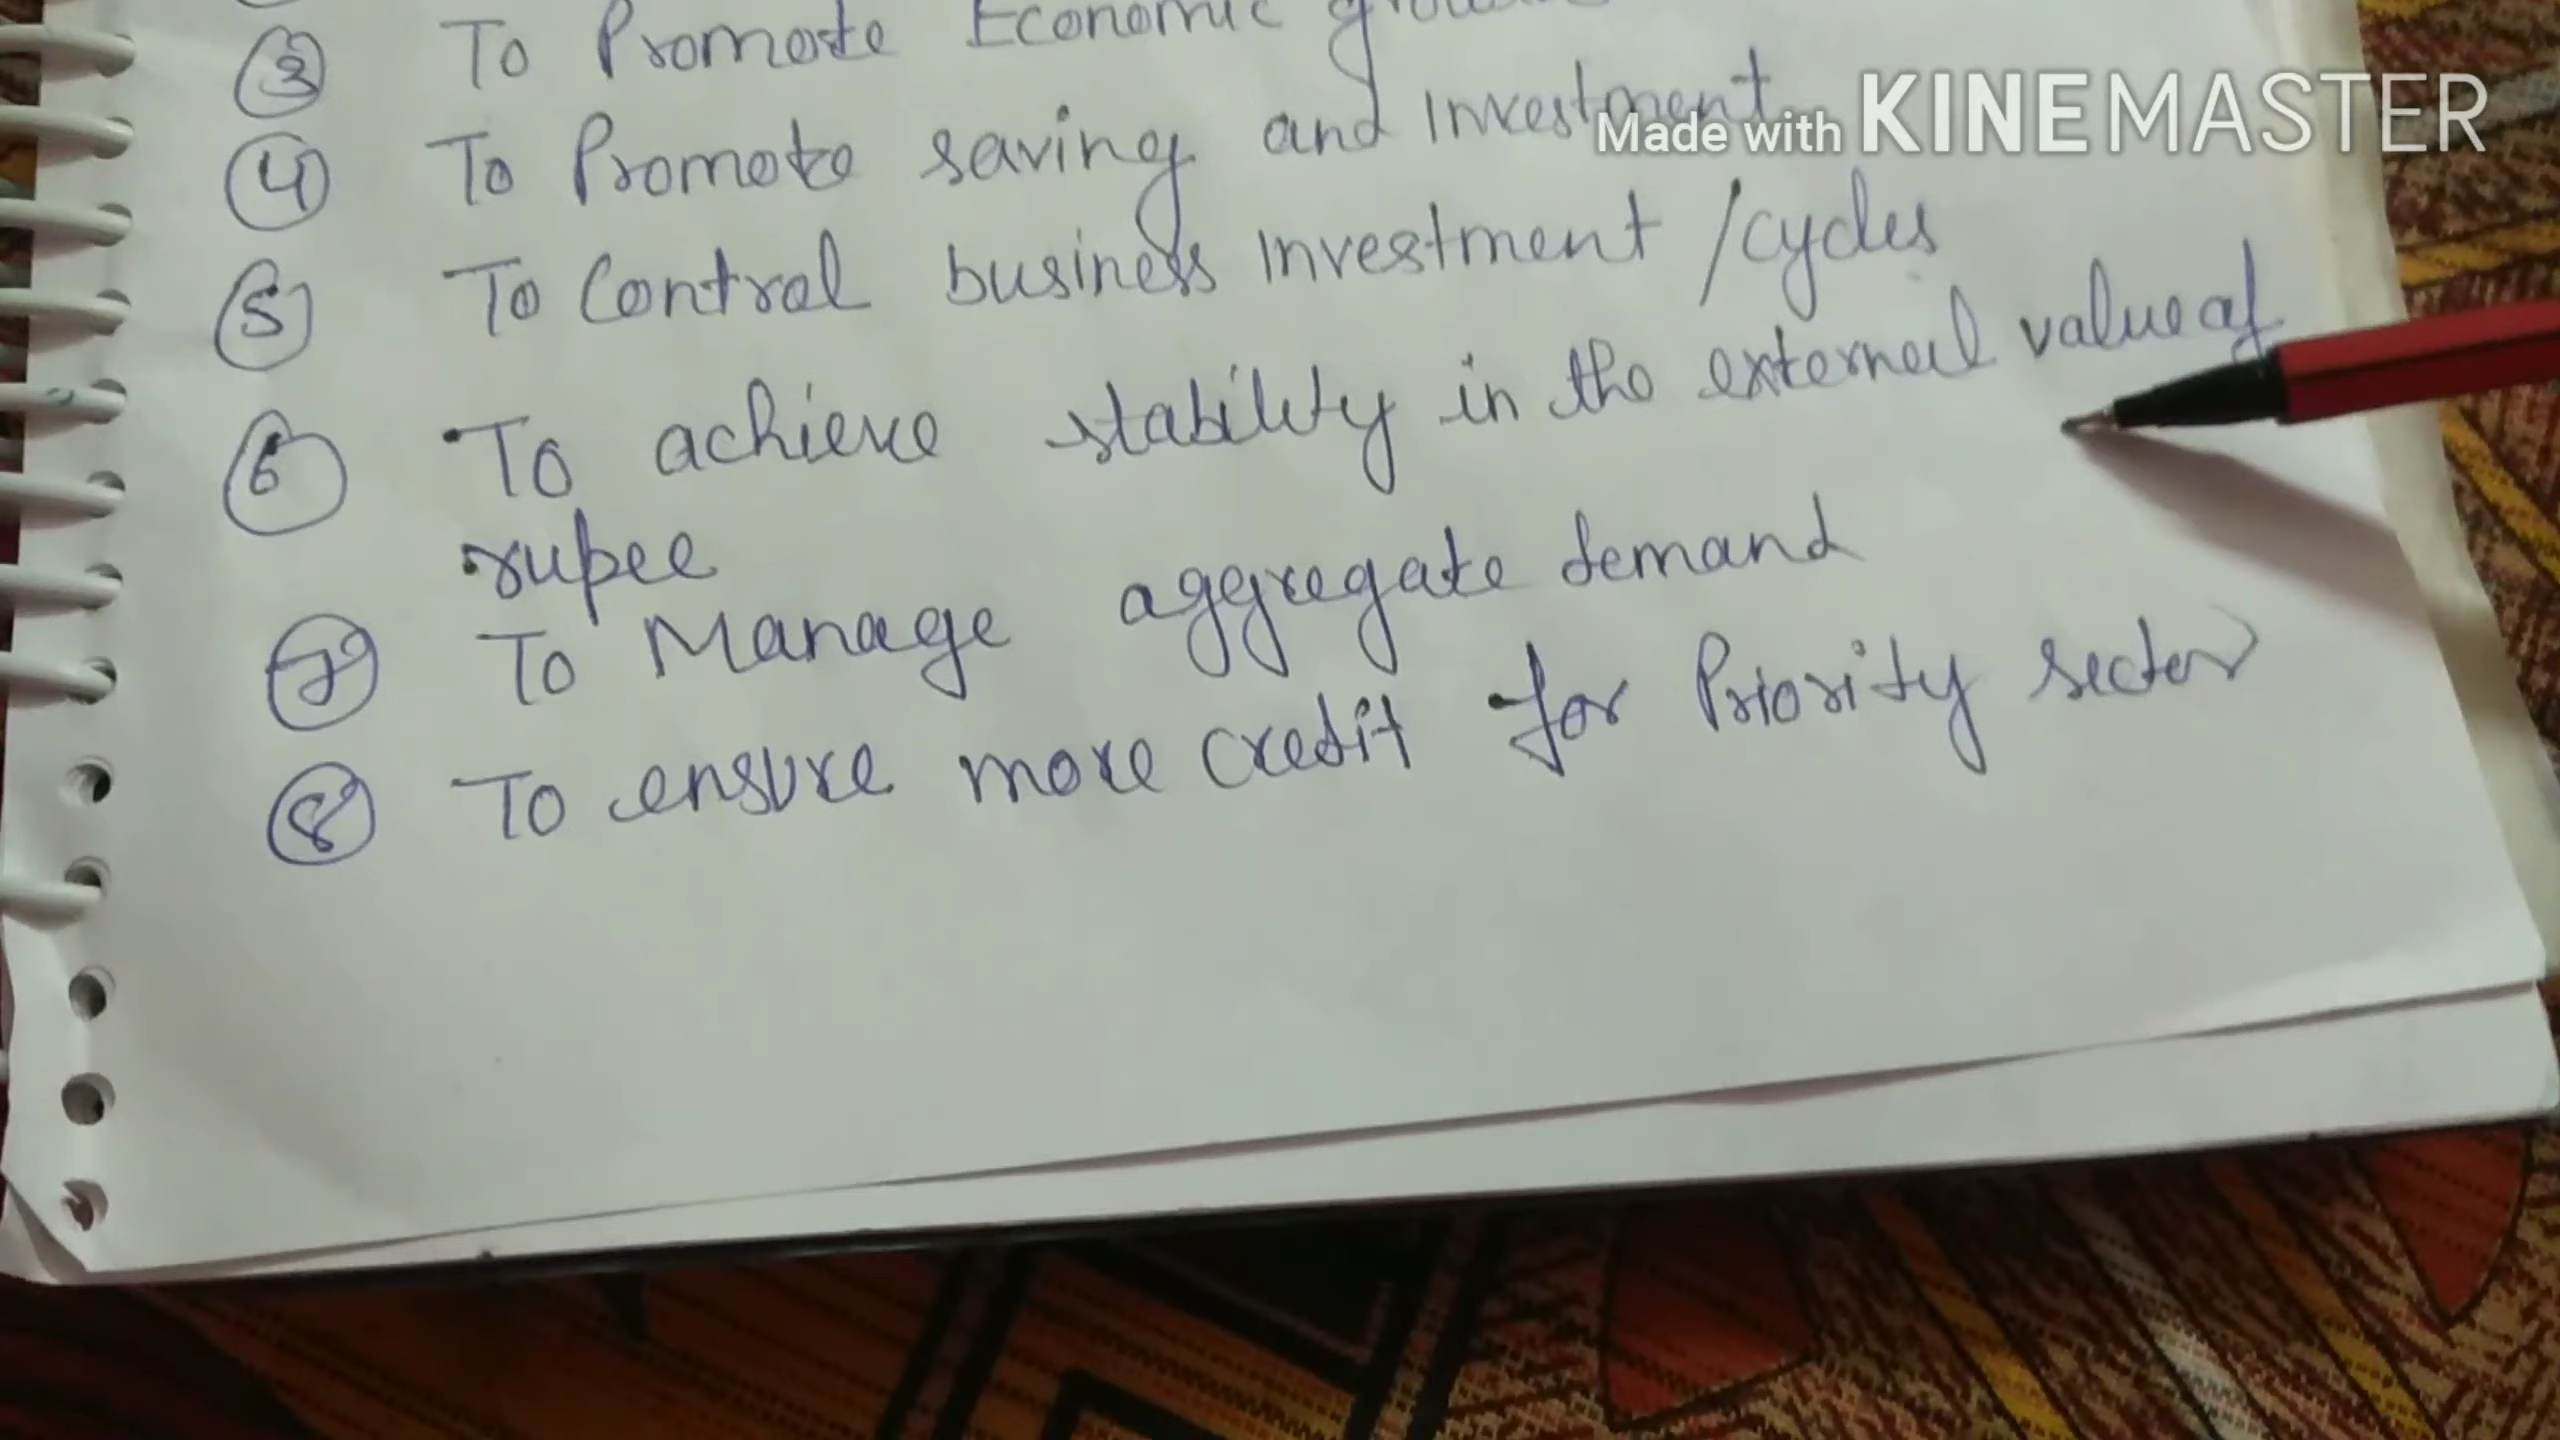 3 To Promote Economic
4 To Promote saving and Investment
Made with KINEMASTER
5 To Control business Investment /cycles
6 To achieve stability in the external value of
rupee
7 To Manage aggregate demand
8 To ensure more credit for Priority sector